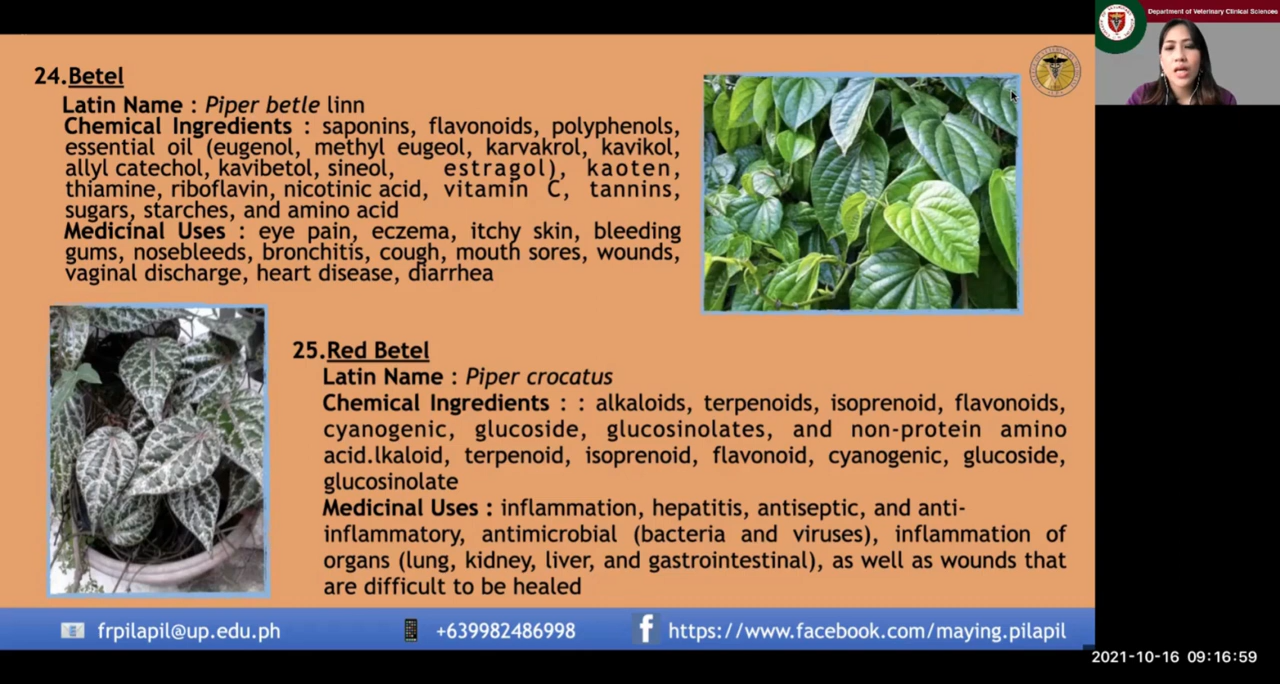 Department of Veterinary Clinical Sciences
24.Betel
Latin Name : Piper betle linn
Chemical Ingredients : saponins, flavonoids, polyphenols,
essential oil (eugenol, methyl eugeol, karvakrol, kavikol,
allyl catechol, kavibetol, sineol, estragol), kaoten,
thiamine, riboflavin, nicotinic acid, vitamin C, tannins,
sugars, starches, and amino acid
Medicinal Uses : eye pain, eczema, itchy skin, bleeding
gums, nosebleeds, bronchitis, cough, mouth sores, wounds,
vaginal discharge, heart disease, diarrhea
25.Red Betel
Latin Name : Piper crocatus
Chemical Ingredients : : alkaloids, terpenoids, isoprenoid, flavonoids,
cyanogenic, glucoside, glucosinolates, and non-protein amino
acid.lkaloid, terpenoid, isoprenoid, flavonoid, cyanogenic, glucoside,
glucosinolate
Medicinal Uses : inflammation, hepatitis, antiseptic, and anti-
inflammatory, antimicrobial (bacteria and viruses), inflammation of
organs (lung, kidney, liver, and gastrointestinal), as well as wounds that
are difficult to be healed
frpilapil@up.edu.ph
+639982486998
f https://www.facebook.com/maying.pilapil
2021-10-16 09:16:59